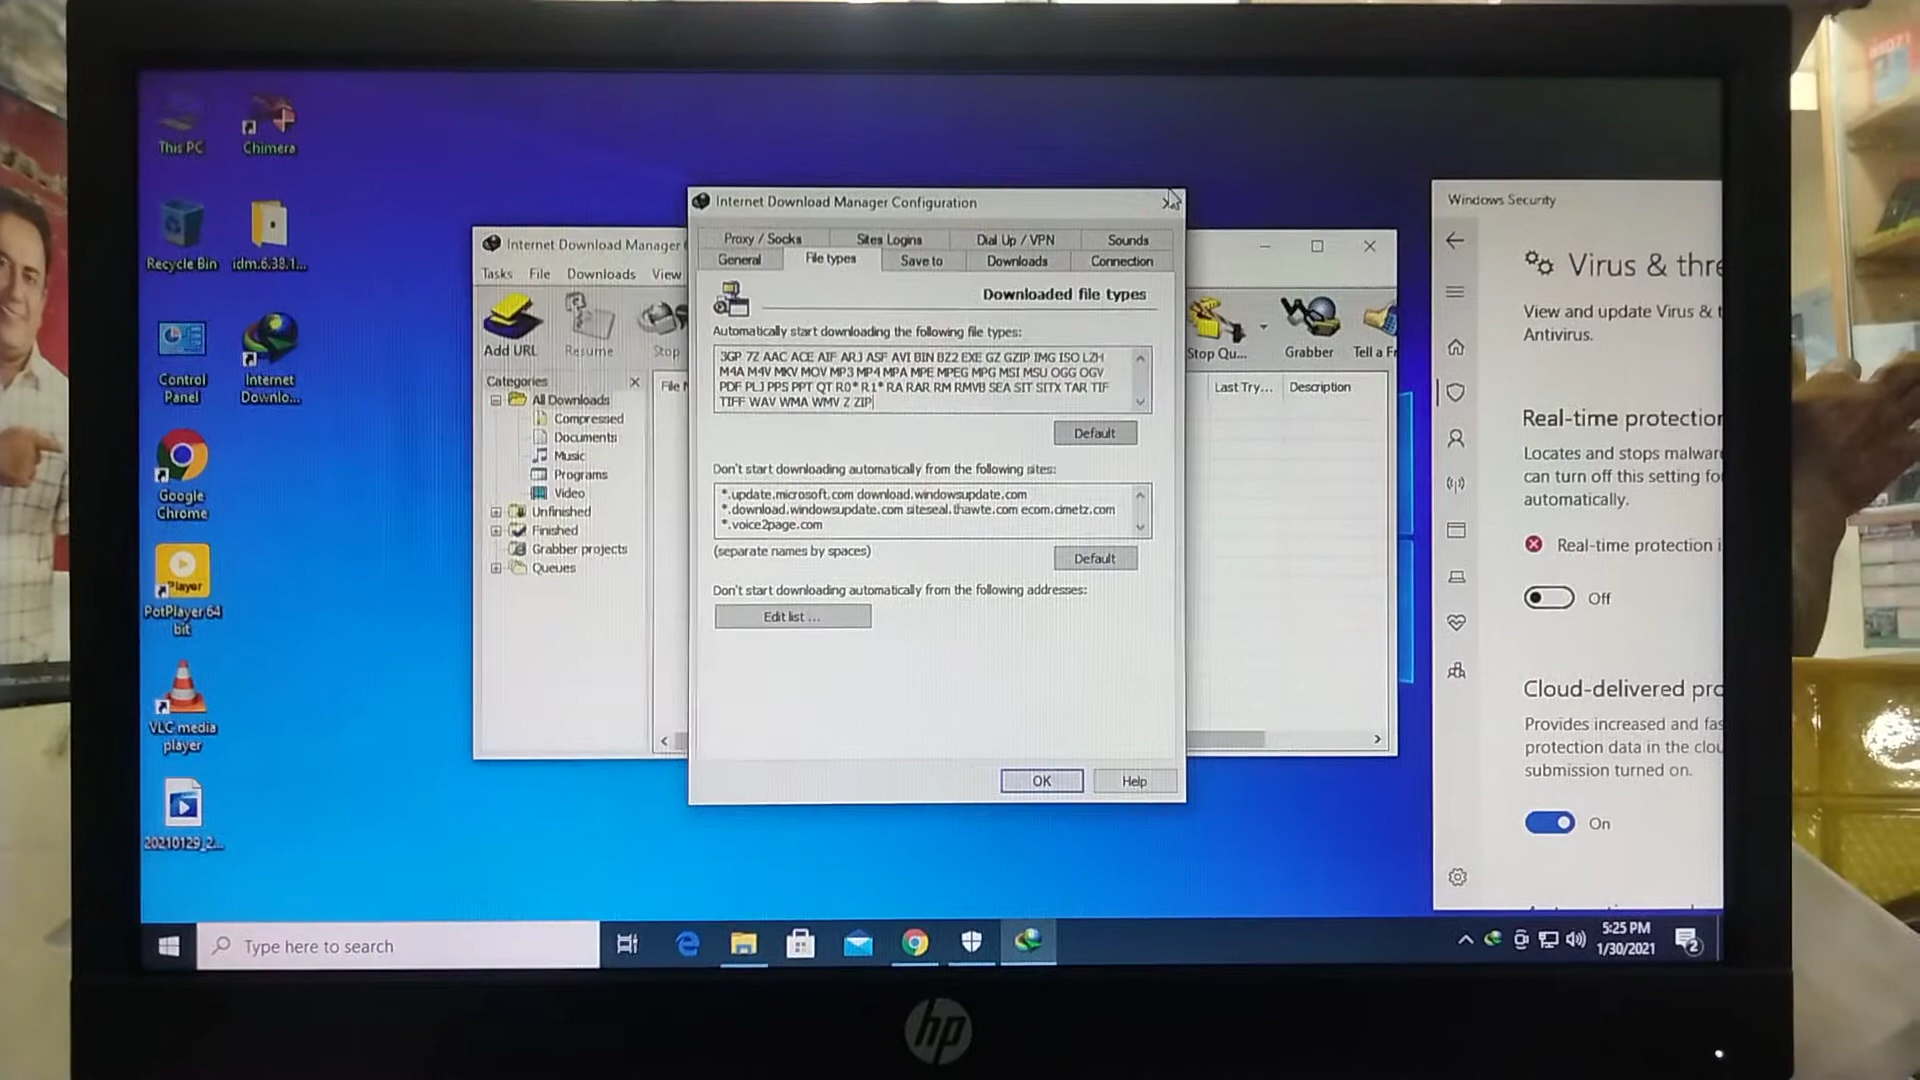 This PC
Chimera
Recycle Bin
idm.6.38.1...
Control
Panel
Internet
Downlo...
Google
Chrome
Player
PotPlayer 64
bit
VLC media
player
20210129_2...
Internet Download Manager
Tasks File Downloads View
Add URL
Resume
Stop
Stop Qu...
Grabber
Tell a Fr
Categories
All Downloads
Compressed
Documents
Music
Programs
Video
Unfinished
Finished
Grabber projects
Queues
Last Try...
Description
Internet Download Manager Configuration
Proxy / Socks
Sites Logins
Dial Up / VPN
Sounds
General
File types
Save to
Downloads
Connection
Downloaded file types
Automatically start downloading the following file types:
3GP 7Z AAC ACE AIF ARJ ASF AVI BIN BZ2 EXE GZ GZIP IMG ISO LZH
M4A M4V MKV MOV MP3 MP4 MPA MPE MPEG MPG MSI MSU OGG OGV
PDF PLJ PPS PPT QT R0* R1* RA RAR RM RMVB SEA SIT SITX TAR TIF
TIFF WAV WMA WMV Z ZIP
Default
Don't start downloading automatically from the following sites:
*.update.microsoft.com download.windowsupdate.com
*.download.windowsupdate.com siteseal.thawte.com ecom.cimetz.com
*.voice2page.com
(separate names by spaces)
Default
Don't start downloading automatically from the following addresses:
Edit list ...
OK
Help
Windows Security
Virus & thre
View and update Virus & t
Antivirus.
Real-time protection
Locates and stops malwar
can turn off this setting fo
automatically.
Real-time protection i
Off
Cloud-delivered pro
Provides increased and fas
protection data in the clou
submission turned on.
On
Type here to search
5:25 PM
1/30/2021
2
hp